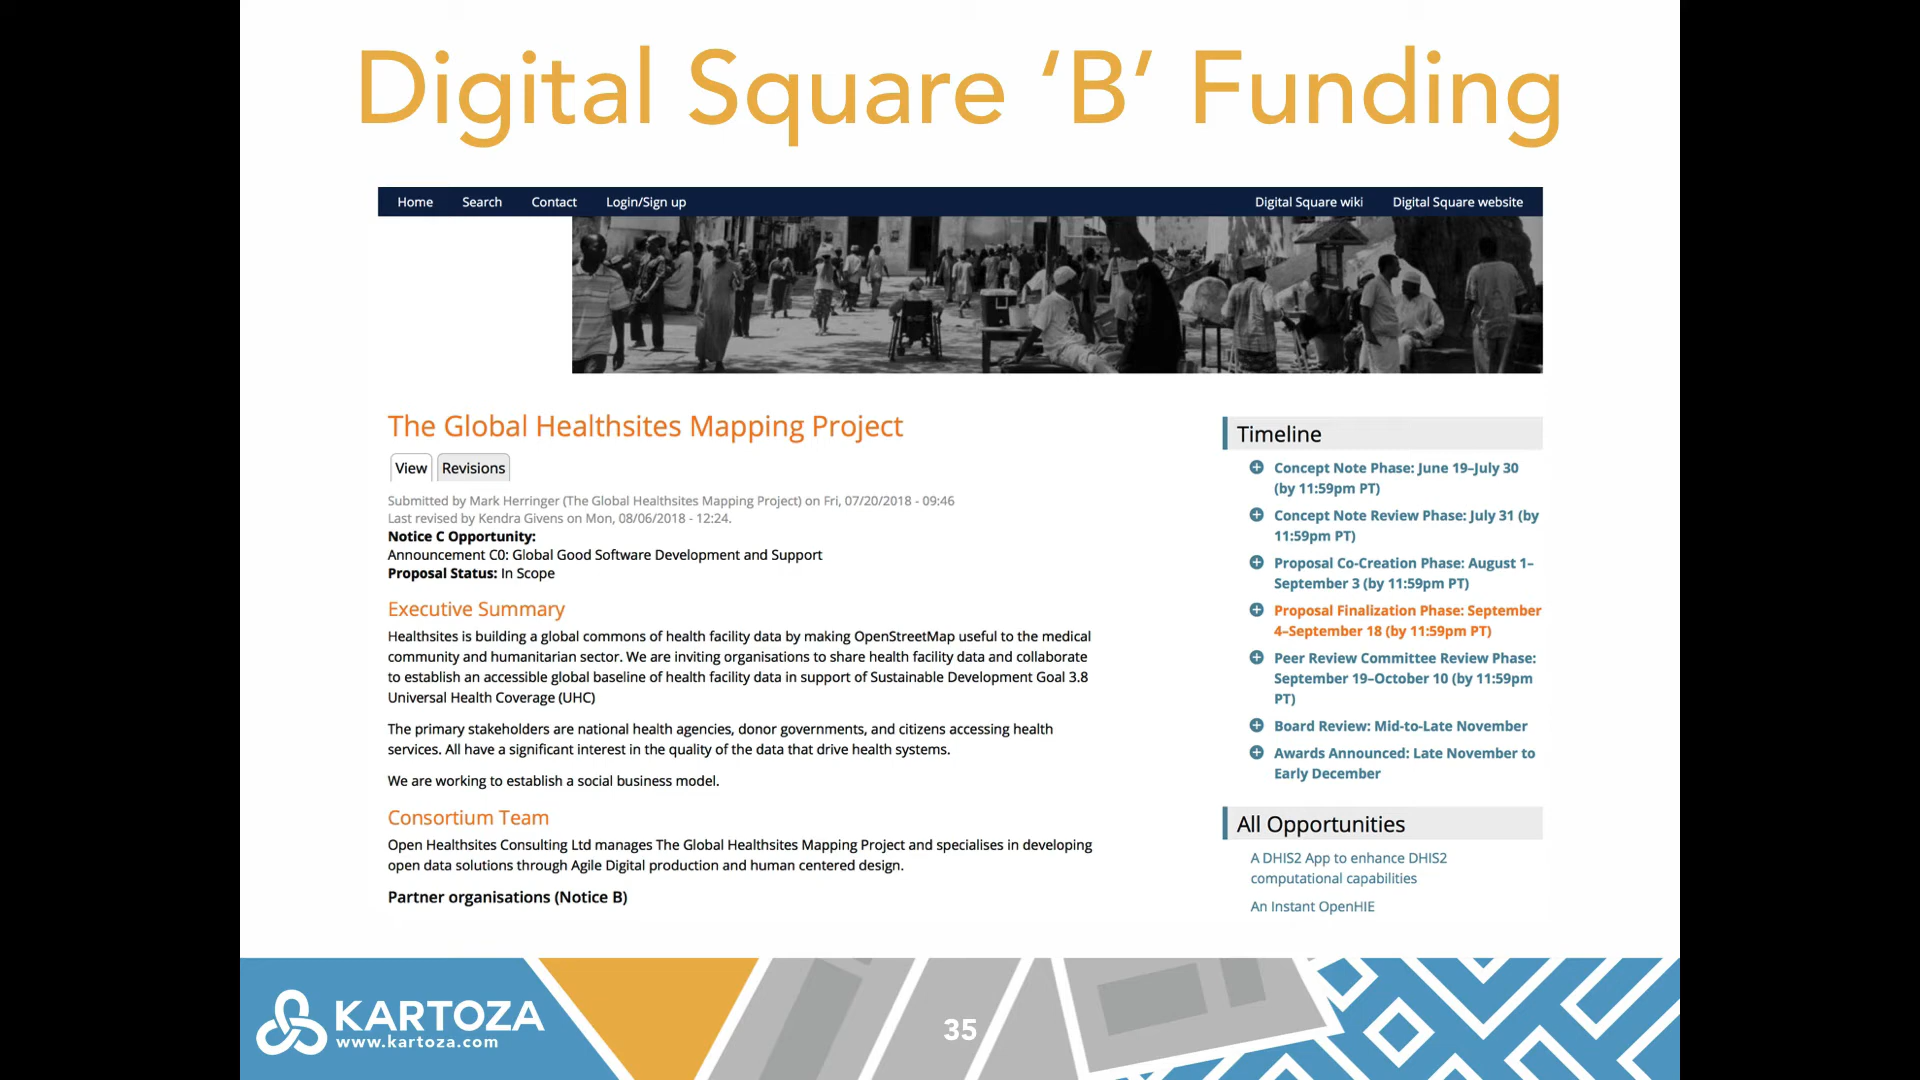 Digital Square ‘B’ Funding
Home Search Contact Login/Sign up Digital Square wiki Digital Square website
The Global Healthsites Mapping Project
View Revisions
Submitted by Mark Herringer (The Global Healthsites Mapping Project) on Fri, 07/20/2018 - 09:46
Last revised by Kendra Givens on Mon, 08/06/2018 - 12:24.
Notice C Opportunity:
Announcement C0: Global Good Software Development and Support
Proposal Status: In Scope
Executive Summary
Healthsites is building a global commons of health facility data by making OpenStreetMap useful to the medical
community and humanitarian sector. We are inviting organisations to share health facility data and collaborate
to establish an accessible global baseline of health facility data in support of Sustainable Development Goal 3.8
Universal Health Coverage (UHC)
The primary stakeholders are national health agencies, donor governments, and citizens accessing health
services. All have a significant interest in the quality of the data that drive health systems.
We are working to establish a social business model.
Consortium Team
Open Healthsites Consulting Ltd manages The Global Healthsites Mapping Project and specialises in developing
open data solutions through Agile Digital production and human centered design.
Partner organisations (Notice B)
Timeline
Concept Note Phase: June 19–July 30
(by 11:59pm PT)
Concept Note Review Phase: July 31 (by
11:59pm PT)
Proposal Co-Creation Phase: August 1–
September 3 (by 11:59pm PT)
Proposal Finalization Phase: September
4–September 18 (by 11:59pm PT)
Peer Review Committee Review Phase:
September 19–October 10 (by 11:59pm
PT)
Board Review: Mid-to-Late November
Awards Announced: Late November to
Early December
All Opportunities
A DHIS2 App to enhance DHIS2
computational capabilities
An Instant OpenHIE
KARTOZA
www.kartoza.com
35